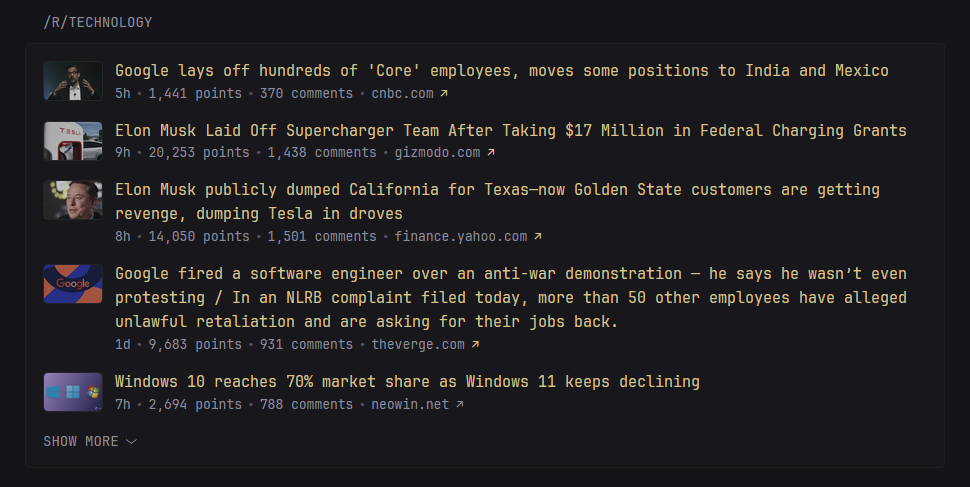 /R/TECHNOLOGY
Google lays off hundreds of 'Core' employees, moves some positions to India and Mexico
5h • 1,441 points • 370 comments • cnbc.com ↗
TESLA
Elon Musk Laid Off Supercharger Team After Taking $17 Million in Federal Charging Grants
9h • 20,253 points • 1,438 comments • gizmodo.com ↗
Elon Musk publicly dumped California for Texas—now Golden State customers are getting
revenge, dumping Tesla in droves
8h • 14,050 points • 1,501 comments • finance.yahoo.com ↗
Google fired a software engineer over an anti-war demonstration — he says he wasn’t even
Google
protesting / In an NLRB complaint filed today, more than 50 other employees have alleged
unlawful retaliation and are asking for their jobs back.
1d • 9,683 points • 931 comments • theverge.com ↗
Windows 10 reaches 70% market share as Windows 11 keeps declining
7h • 2,694 points • 788 comments • neowin.net ↗
SHOW MORE